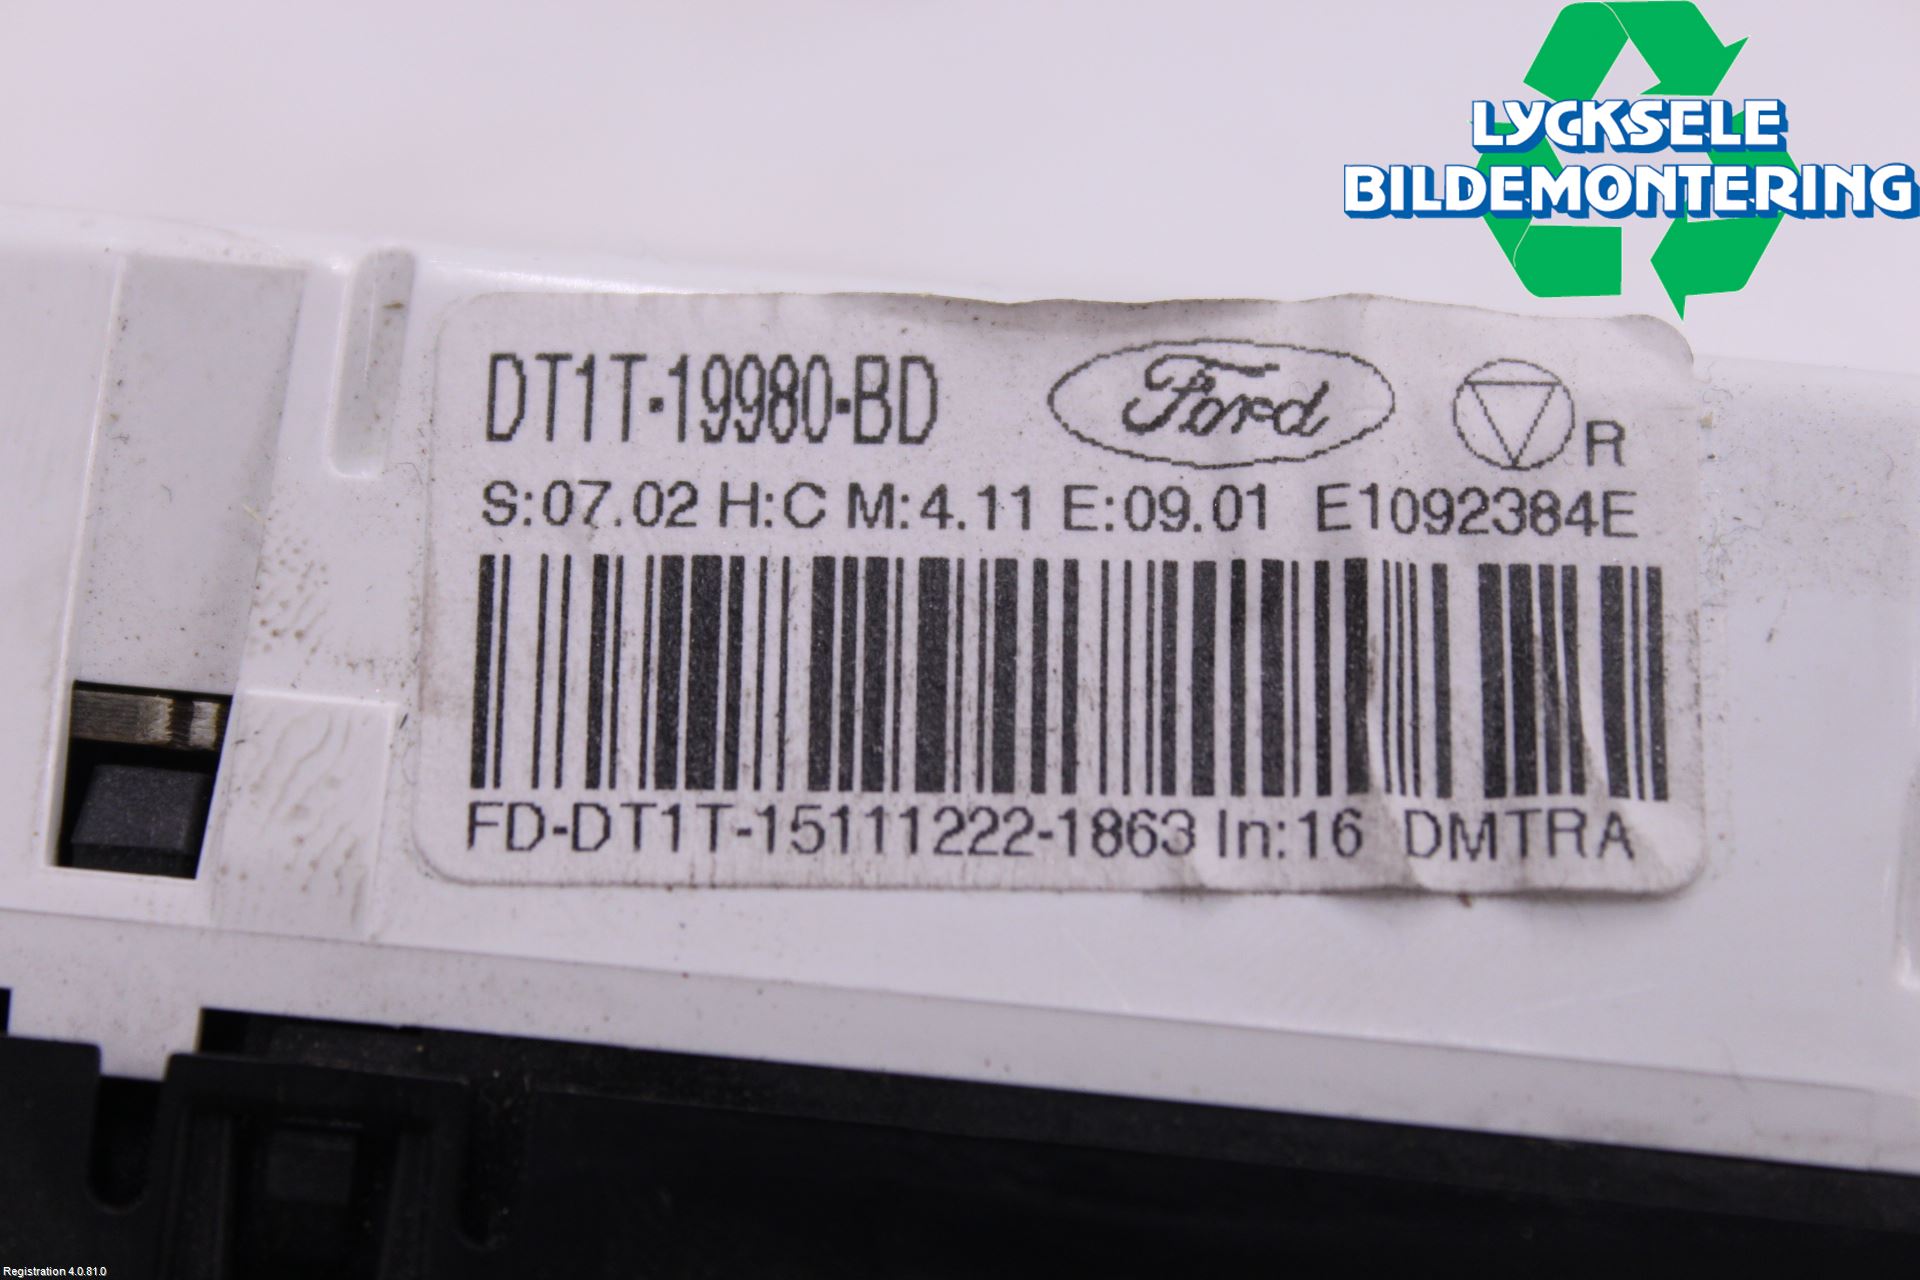 LYCKSELE
BILDEMONTERING
DT1T-19980-BD Ford R
S:07.02 H:C M:4.11 E:09.01 E1092384E
FD-DT1T-15111222-1863 In:16 DMTRA
Registration 4.0.81.0